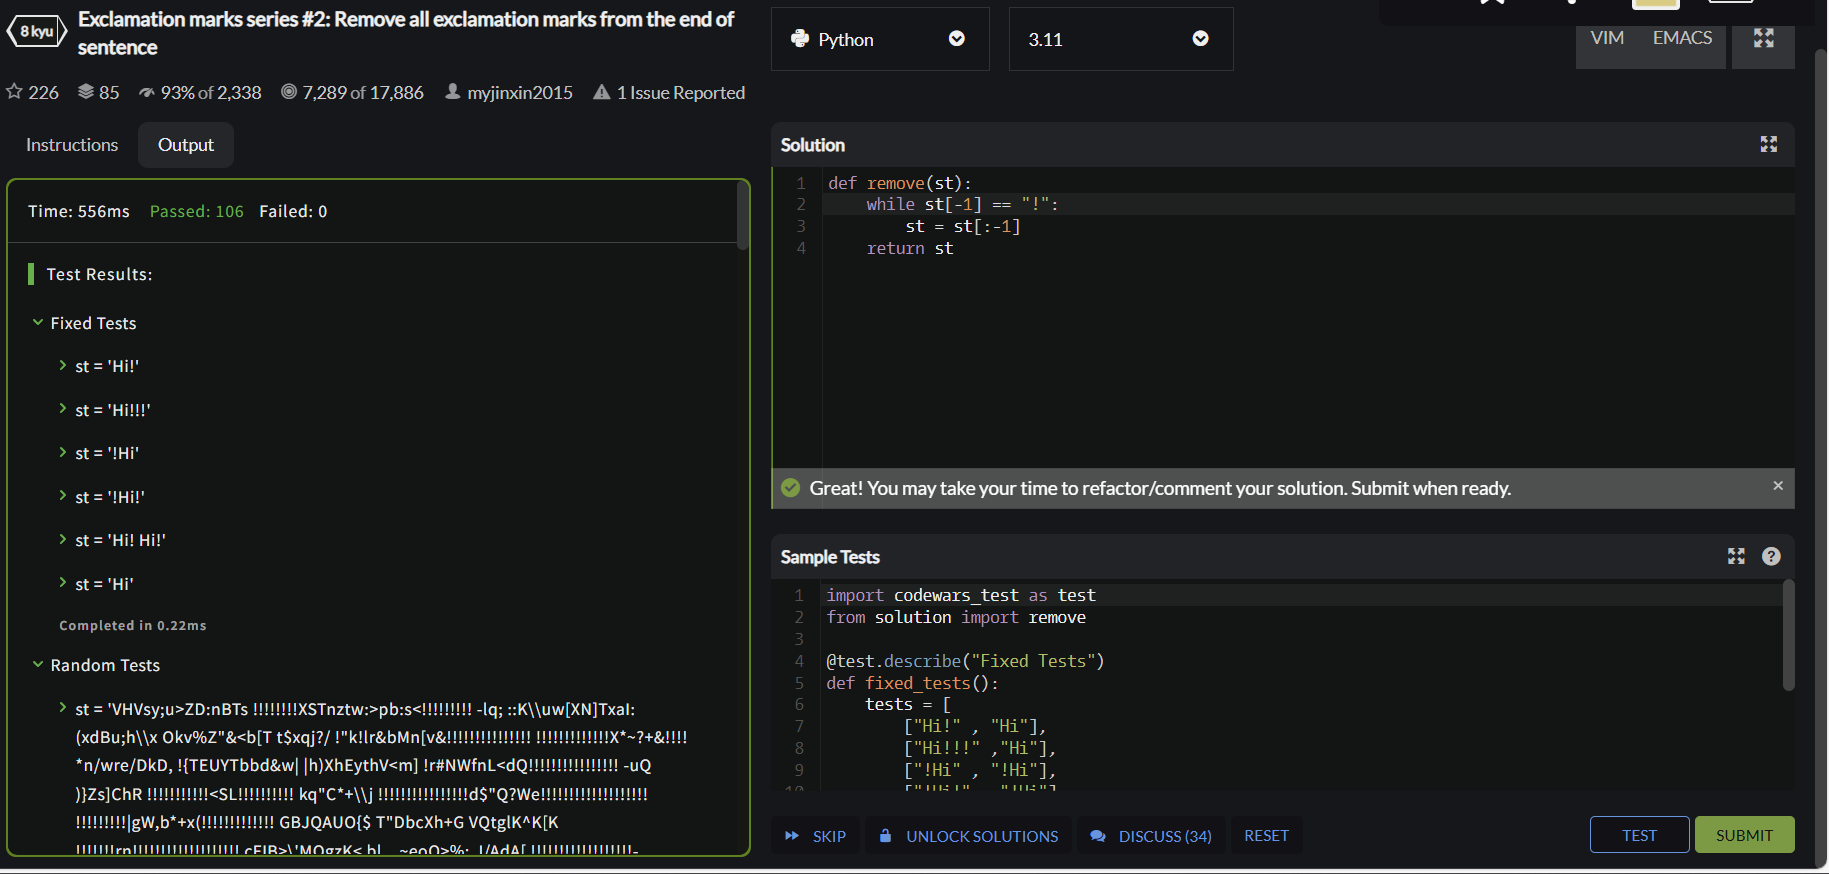 8 kyu
Exclamation marks series #2: Remove all exclamation marks from the end of
sentence
226 85 93% of 2,338 7,289 of 17,886 myjinxin2015 1 Issue Reported
Instructions Output
Time: 556ms Passed: 106 Failed: 0
Test Results:
Fixed Tests
st = 'Hi!'
st = 'Hi!!!'
st = '!Hi'
st = '!Hi!'
st = 'Hi! Hi!'
st = 'Hi'
Completed in 0.22ms
Random Tests
st = 'VHVsy;u>ZD:nBTs !!!!!!!!XSTnztw:>pb:s<!!!!!!!!! -lq; ::K\\uw[XN]TxaI:
(xdBu;h\\x Okv%Z"&<b[T t$xqj?/ !"k!lr&bMn[v&!!!!!!!!!!!!!!! !!!!!!!!!!!!!X*~?+&!!!!
*n/wre/DkD, !{TEUYTbbd&w| |h)XhEythV<m] !r#NWfnL<dQ!!!!!!!!!!!!!!!! -uQ
)}Zs]ChR !!!!!!!!!!!<SL!!!!!!!!!! kq"C*+\\j !!!!!!!!!!!!!!!!d$"Q?We!!!!!!!!!!!!!!!!!!!
!!!!!!!!!|gW,b*+x(!!!!!!!!!!!!! GBJQAUO{$ T"DbcXh+G VQtglK^K[K
Python
3.11
VIM EMACS
Solution
1 def remove(st):
2 while st[-1] == "!":
3 st = st[:-1]
4 return st
Great! You may take your time to refactor/comment your solution. Submit when ready. ×
Sample Tests
1 import codewars_test as test
2 from solution import remove
3
4 @test.describe("Fixed Tests")
5 def fixed_tests():
6 tests = [
7 ["Hi!" , "Hi"],
8 ["Hi!!!" ,"Hi"],
9 ["!Hi" , "!Hi"],
10 ["!Hi!" , "!Hi"]
SKIP UNLOCK SOLUTIONS DISCUSS (34) RESET TEST SUBMIT